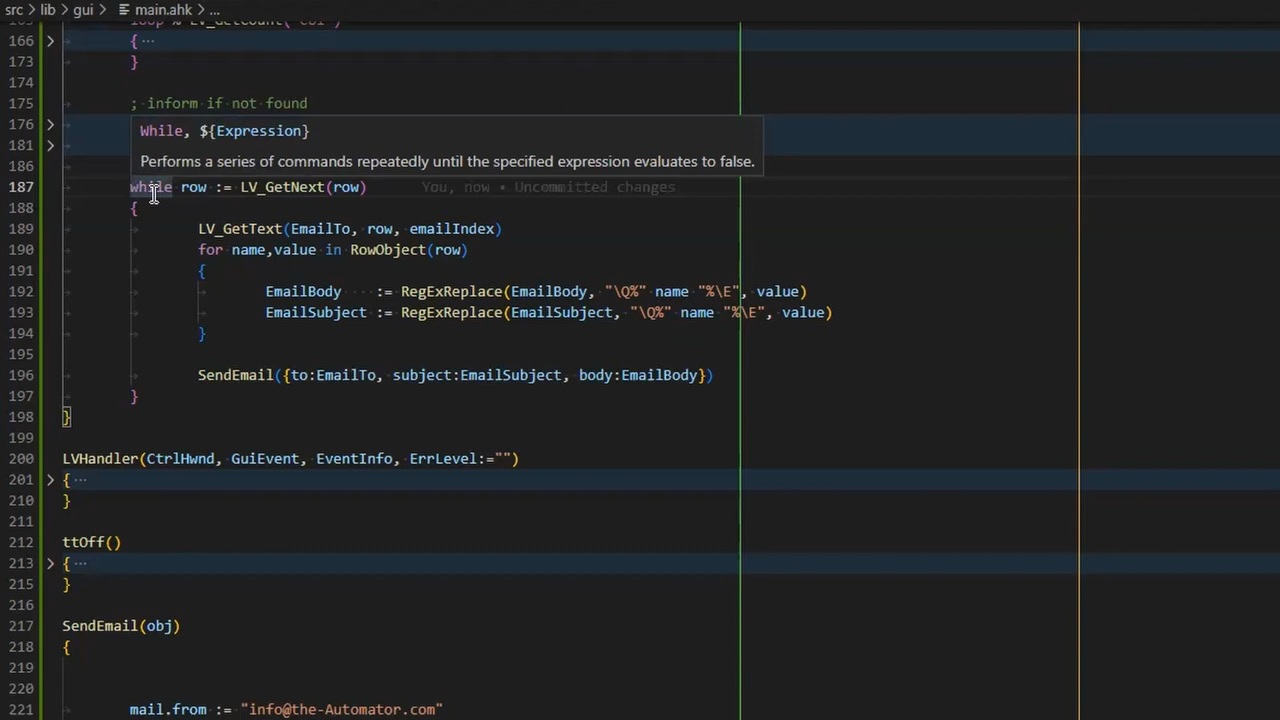 src > lib > gui > main.ahk > ...
166 > { ...
173 }
174
175 ; inform if not found
176 >
While, ${Expression}
181 >
Performs a series of commands repeatedly until the specified expression evaluates to false.
186
187 while row := LV_GetNext(row) You, now • Uncommitted changes
188 {
189 LV_GetText(EmailTo, row, emailIndex)
190 for name,value in RowObject(row)
191 {
192 EmailBody := RegExReplace(EmailBody, "\Q%" name "%\E", value)
193 EmailSubject := RegExReplace(EmailSubject, "\Q%" name "%\E", value)
194 }
195
196 SendEmail({to:EmailTo, subject:EmailSubject, body:EmailBody})
197 }
198 }
199
200 LVHandler(CtrlHwnd, GuiEvent, EventInfo, ErrLevel:="")
201 > { ...
210 }
211
212 ttOff()
213 > { ...
215 }
216
217 SendEmail(obj)
218 {
219
220
221 mail.from := "info@the-Automator.com"